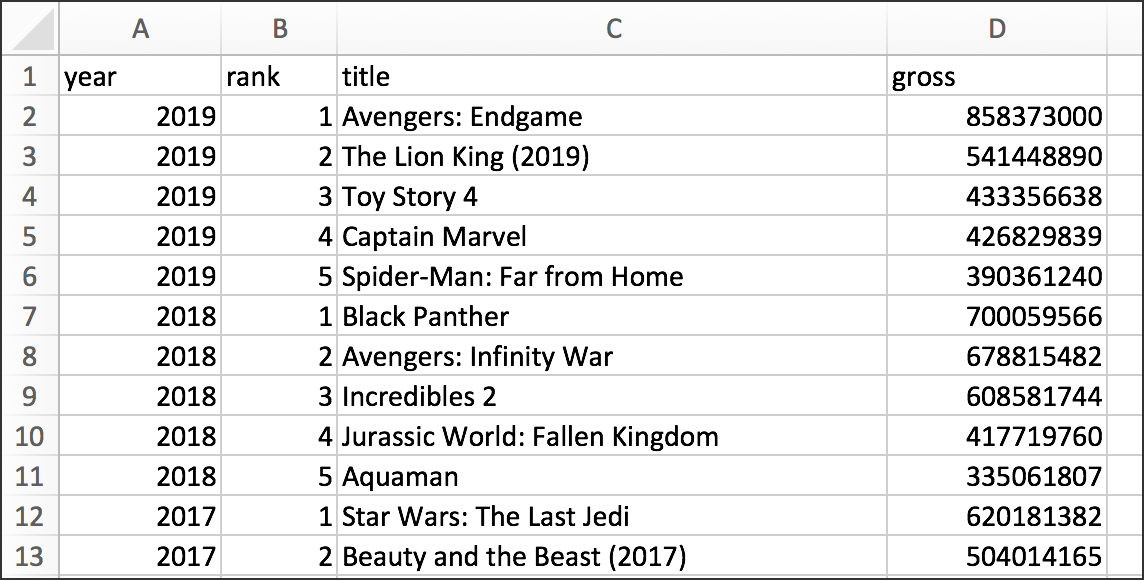 A B C D
1 year rank title gross
2 2019 1 Avengers: Endgame 858373000
3 2019 2 The Lion King (2019) 541448890
4 2019 3 Toy Story 4 433356638
5 2019 4 Captain Marvel 426829839
6 2019 5 Spider-Man: Far from Home 390361240
7 2018 1 Black Panther 700059566
8 2018 2 Avengers: Infinity War 678815482
9 2018 3 Incredibles 2 608581744
10 2018 4 Jurassic World: Fallen Kingdom 417719760
11 2018 5 Aquaman 335061807
12 2017 1 Star Wars: The Last Jedi 620181382
13 2017 2 Beauty and the Beast (2017) 504014165